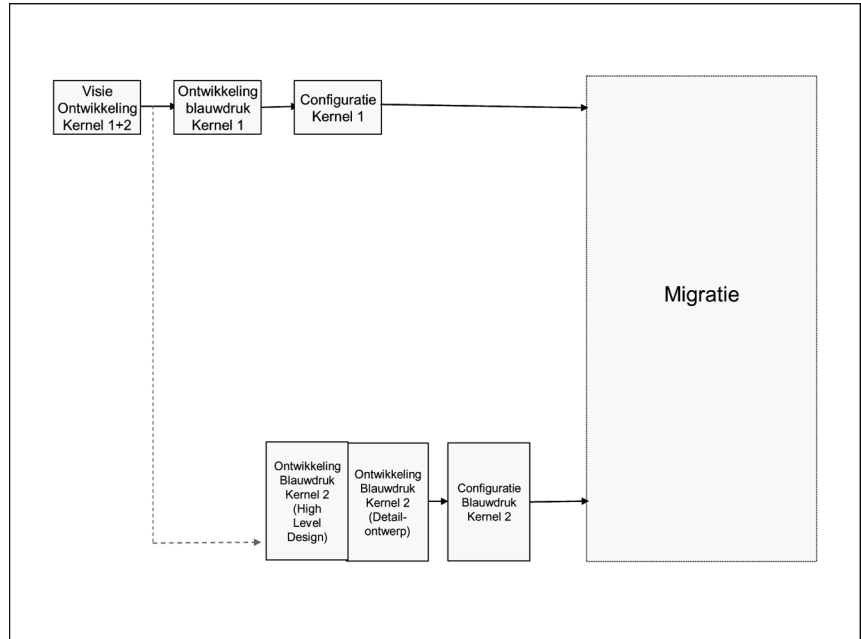 Visie
Ontwikkeling
Kernel 1+2
Ontwikkeling
blauwdruk
Kernel 1
Configuratie
Kernel 1
Migratie
Ontwikkeling
Blauwdruk
Kernel 2
(High
Level
Design)
Ontwikkeling
Blauwdruk
Kernel 2
(Detail-
ontwerp)
Configuratie
Blauwdruk
Kernel 2